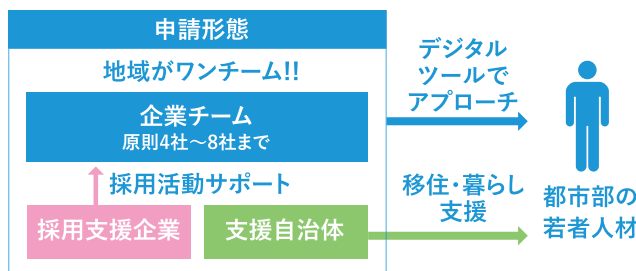 申請形態
地域がワンチーム!!
企業チーム
原則4社～8社まで
採用活動サポート
採用支援企業
支援自治体
デジタル
ツールで
アプローチ
移住・暮らし
支援
都市部の
若者人材